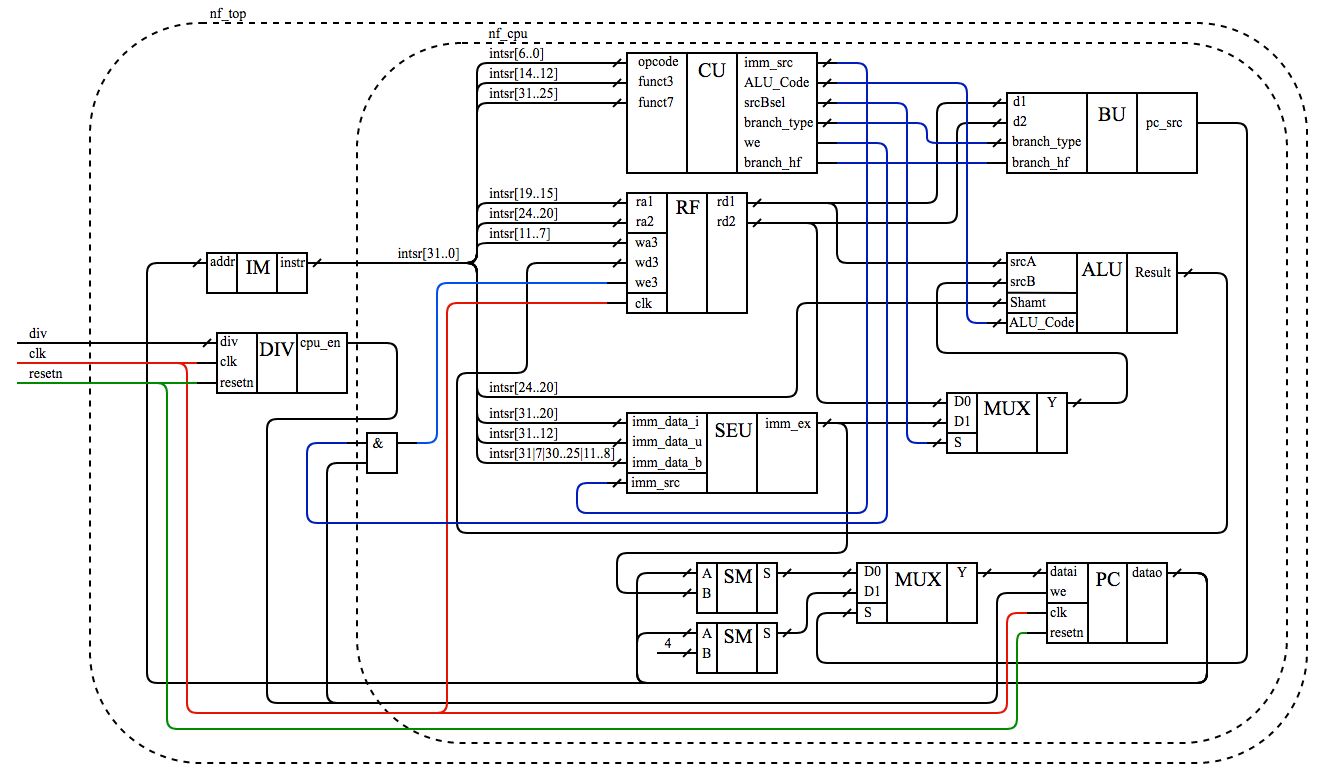 nf_top
nf_cpu
intsr[6..0]
intsr[14..12]
intsr[31..25]
opcode
funct3
funct7
CU
imm_src
ALU_Code
srcBsel
branch_type
we
branch_hf
d1
d2
branch_type
branch_hf
BU
pc_src
intsr[19..15]
intsr[24..20]
intsr[11..7]
ra1
ra2
wa3
wd3
we3
clk
RF
rd1
rd2
intsr[31..0]
addr
IM
instr
srcA
srcB
Shamt
ALU_Code
ALU
Result
div
clk
resetn
div
clk
resetn
DIV
cpu_en
intsr[24..20]
intsr[31..20]
intsr[31..12]
intsr[31|7|30..25|11..8]
imm_data_i
imm_data_u
imm_data_b
imm_src
SEU
imm_ex
D0
D1
S
MUX
Y
&
A
B
SM
S
4
A
B
SM
S
D0
D1
S
MUX
Y
datai
we
clk
resetn
PC
datao